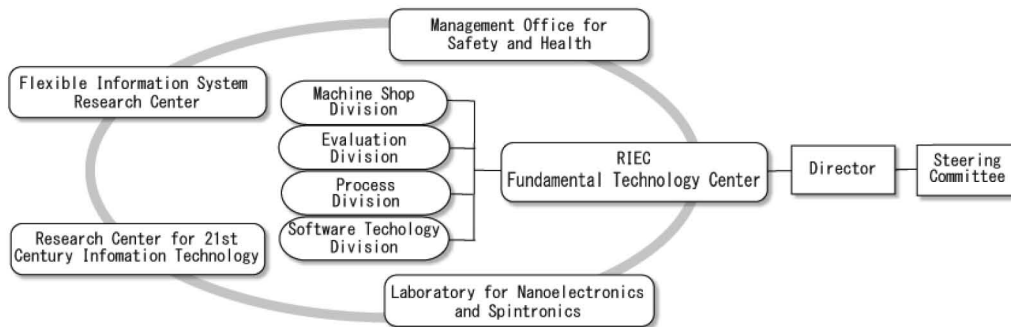 Management Office for
Safety and Health
Flexible Information System
Research Center
Machine Shop
Division
Evaluation
Division
Process
Division
Software Techology
Division
RIEC
Fundamental Technology Center
Director
Steering
Committee
Research Center for 21st
Century Infomation Technology
Laboratory for Nanoelectronics
and Spintronics